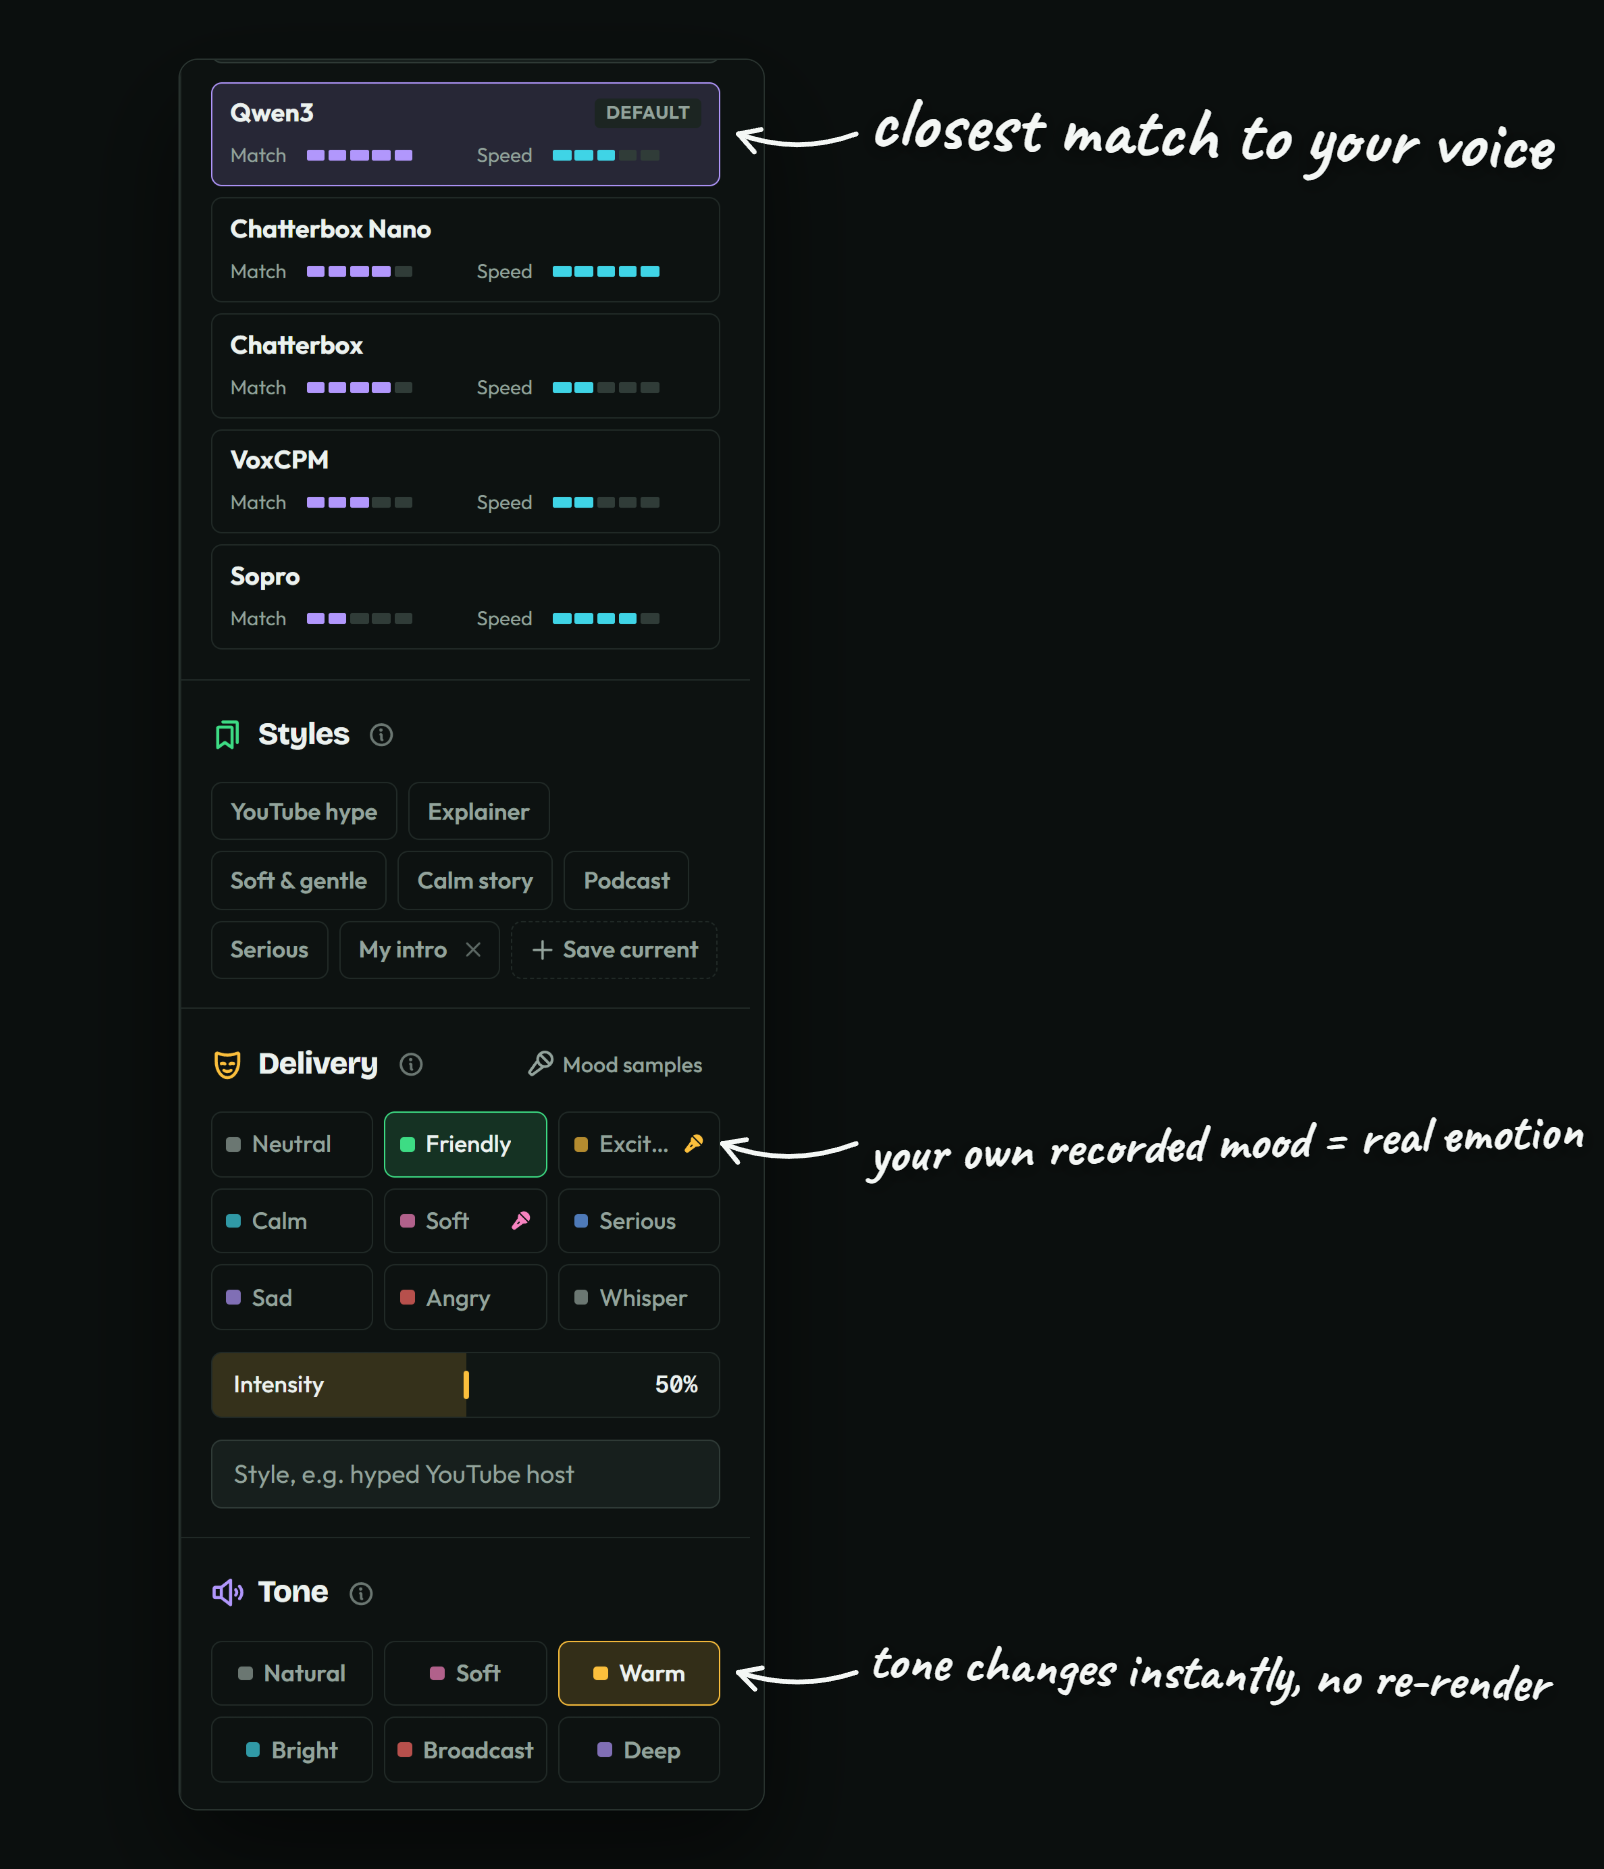 Qwen3 DEFAULT
Match Speed
closest match to your voice
Chatterbox Nano
Match Speed
Chatterbox
Match Speed
VoxCPM
Match Speed
Sopro
Match Speed
Styles
YouTube hype Explainer
Soft & gentle Calm story Podcast
Serious My intro × + Save current
Delivery Mood samples
Neutral Friendly Excit...
your own recorded mood = real emotion
Calm Soft Serious
Sad Angry Whisper
Intensity 50%
Style, e.g. hyped YouTube host
Tone
Natural Soft Warm
tone changes instantly, no re-render
Bright Broadcast Deep